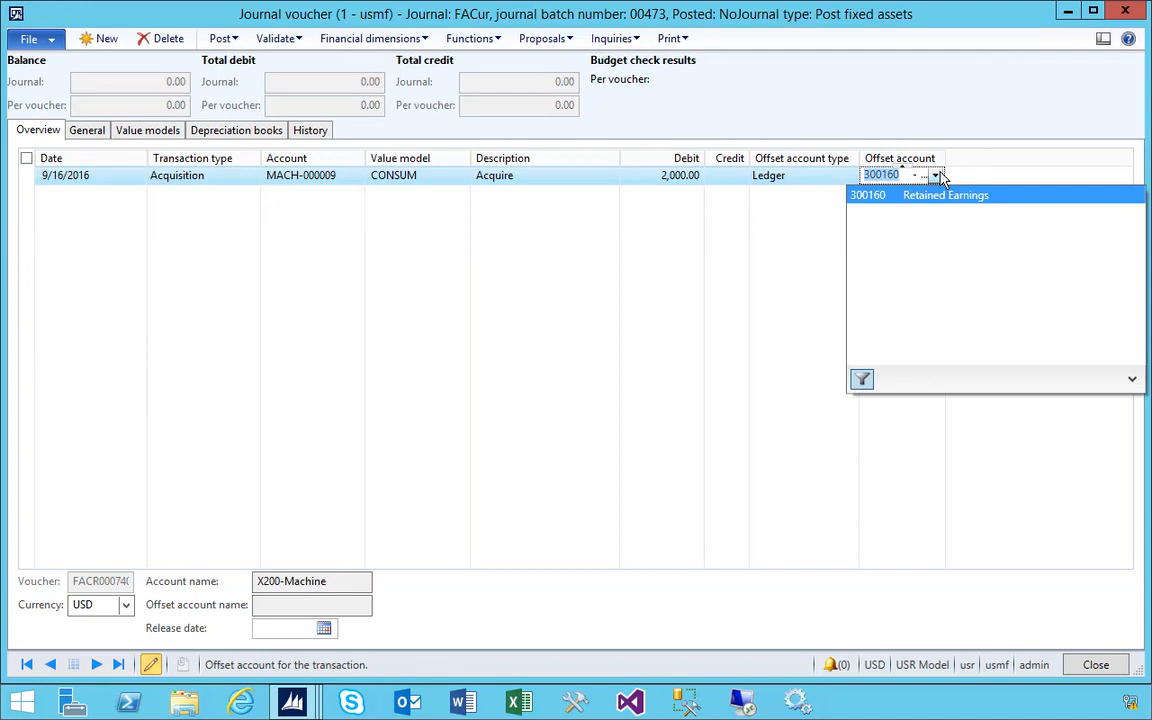 Journal voucher (1 - usmf) - Journal: FACur, journal batch number: 00473, Posted: NoJournal type: Post fixed assets
File New Delete Post Validate Financial dimensions Functions Proposals Inquiries Print
Balance Total debit Total credit Budget check results
Journal: 0.00 Journal: 0.00 Journal: 0.00 Per voucher:
Per voucher: 0.00 Per voucher: 0.00 Per voucher: 0.00
Overview General Value models Depreciation books History
Date Transaction type Account Value model Description Debit Credit Offset account type Offset account
9/16/2016 Acquisition MACH-000009 CONSUM Acquire 2,000.00 Ledger 300160 - ...
300160 Retained Earnings
Voucher: FACR000740 Account name: X200-Machine
Currency: USD Offset account name:
Release date:
Offset account for the transaction. (0) USD USR Model usr usmf admin Close